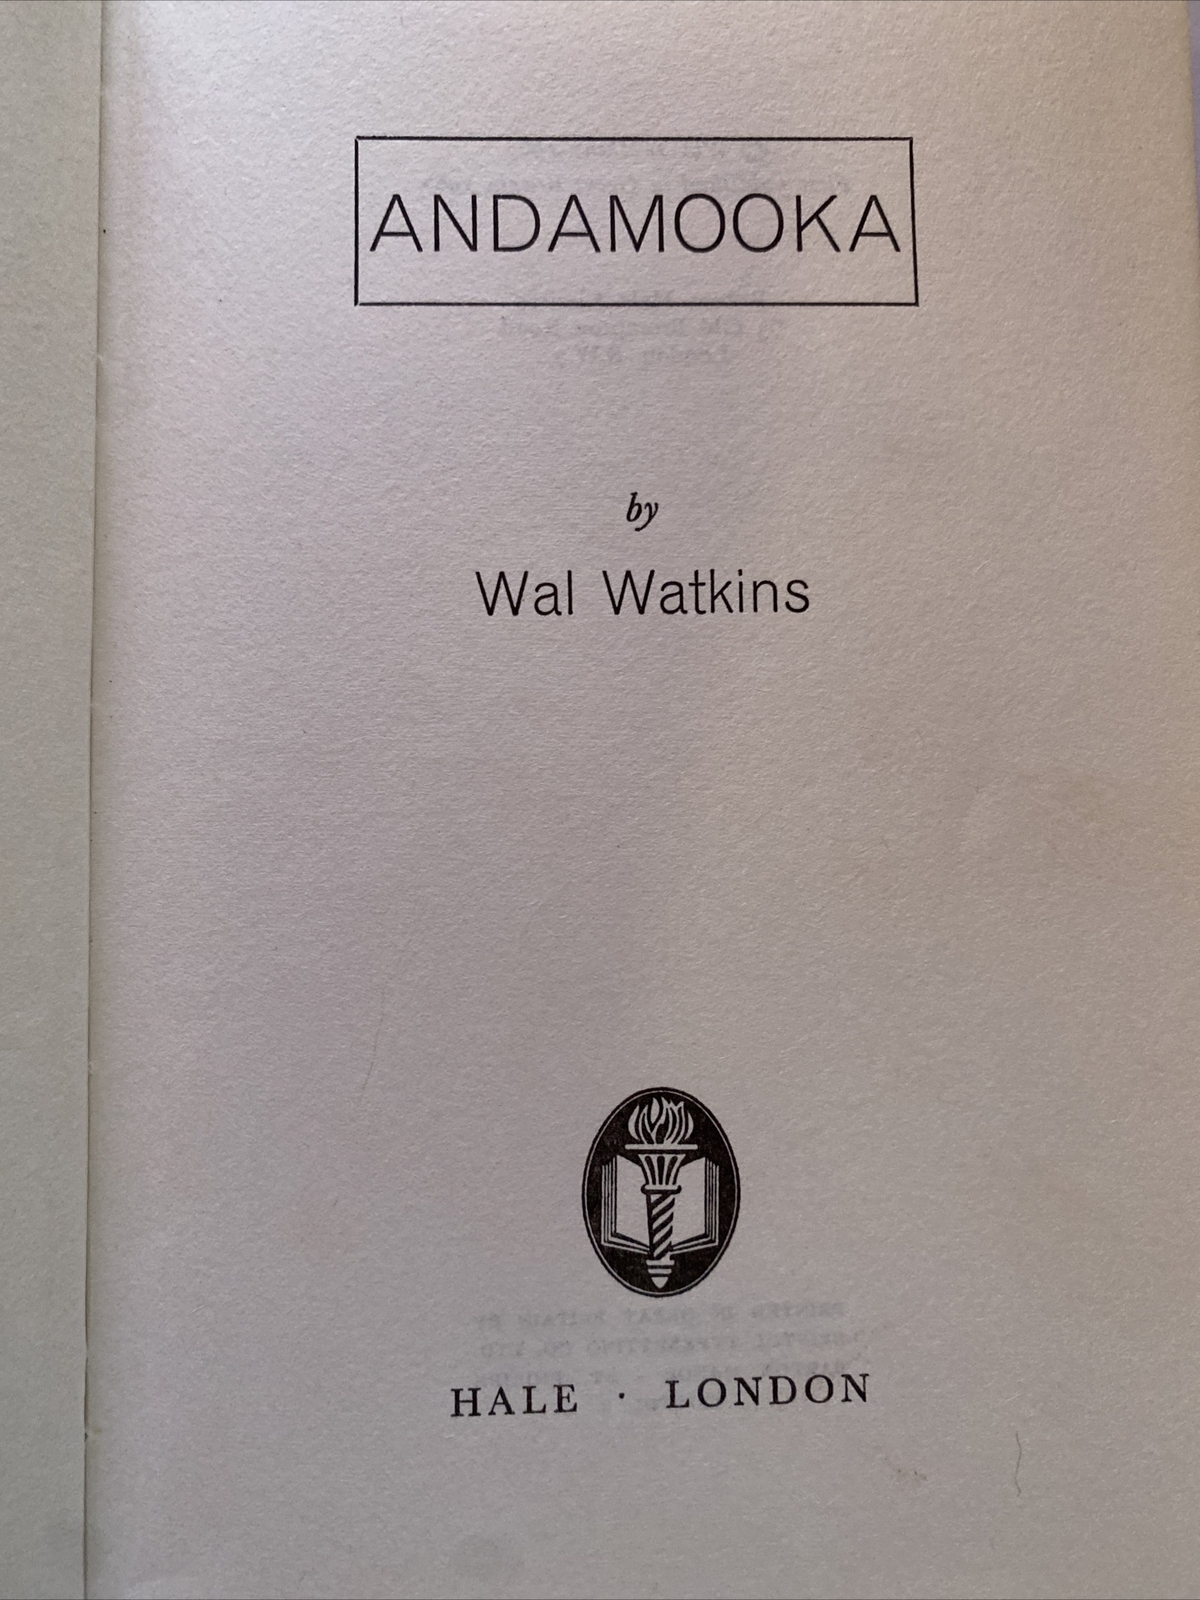 ANDAMOOKA
by
Wal Watkins
HALE · LONDON